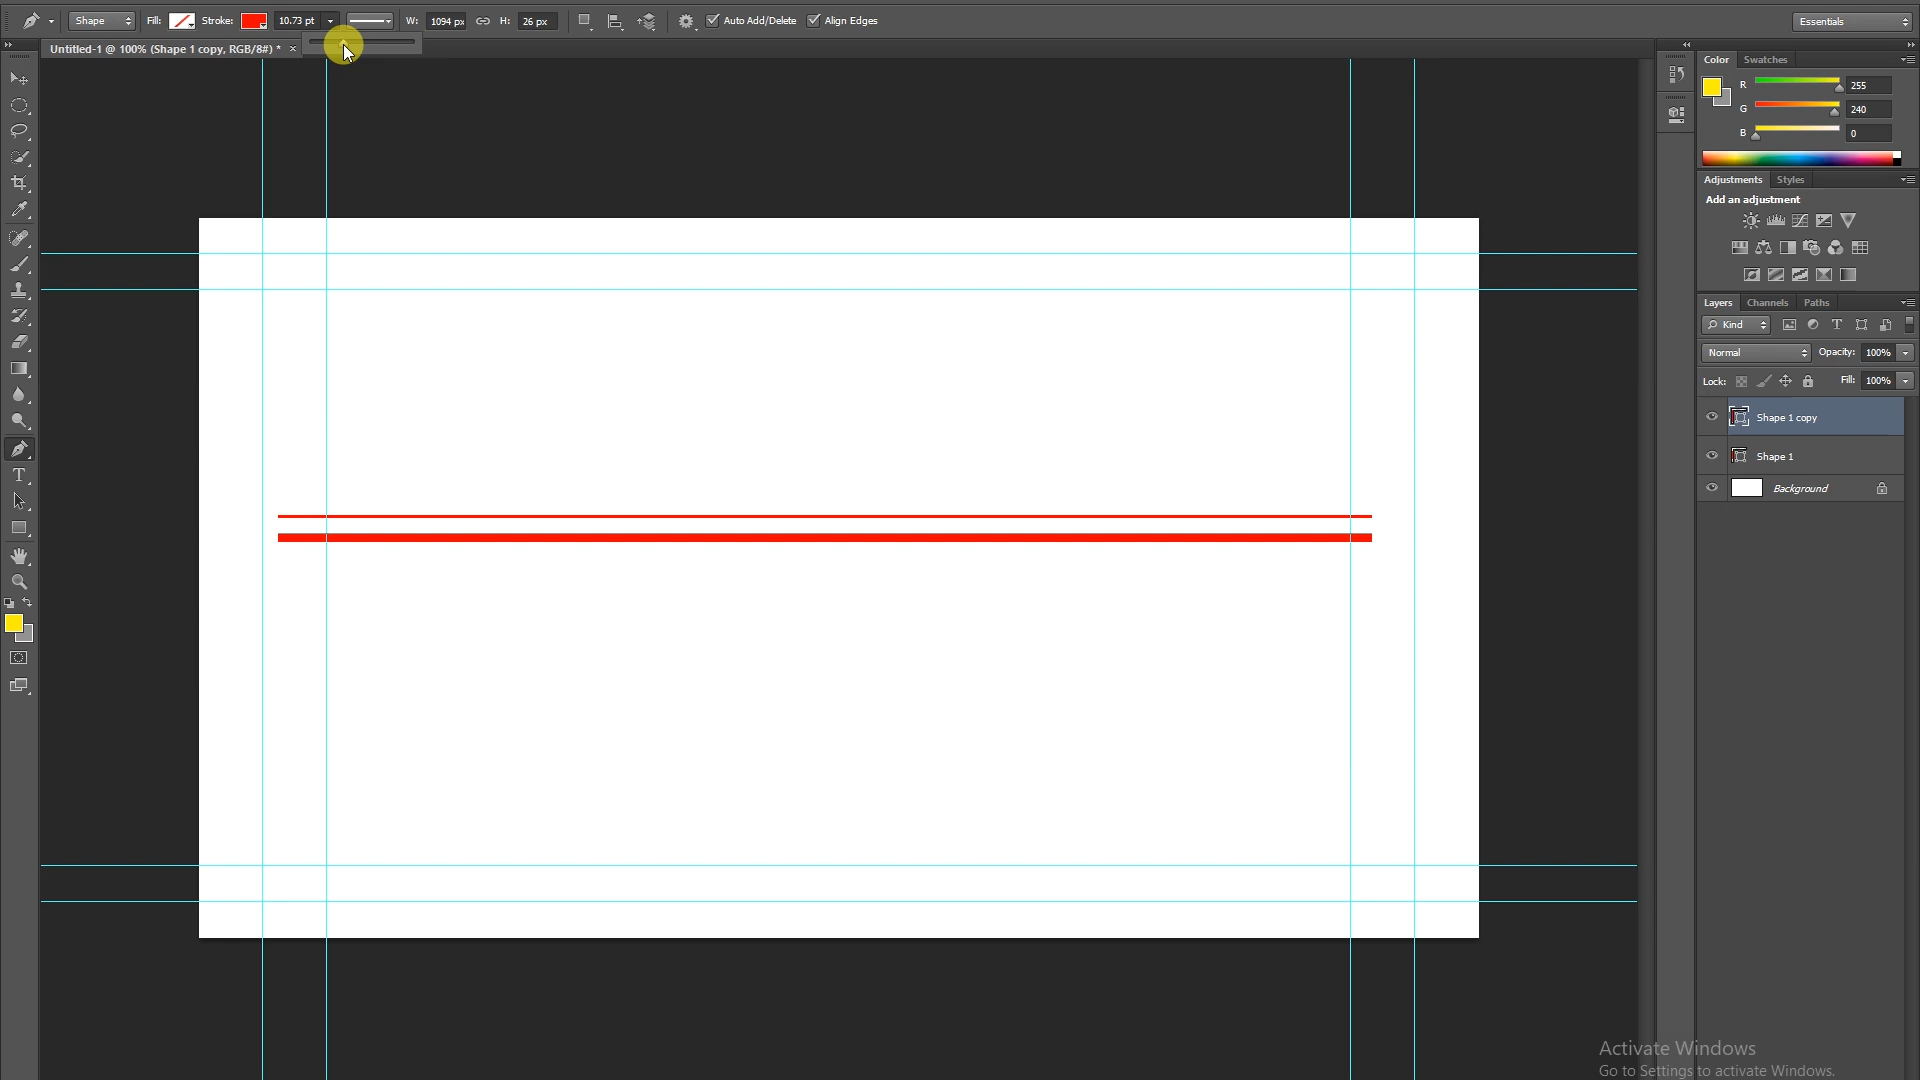 Shape Fill: Stroke: 10.73 pt W: 1094 px H: 26 px Auto Add/Delete Align Edges Essentials
Untitled-1 @ 100% (Shape 1 copy, RGB/8#) * ×
Color Swatches
R 255
G 240
B 0
Adjustments Styles
Add an adjustment
Layers Channels Paths
Kind T
Normal Opacity: 100%
Lock: Fill: 100%
Shape 1 copy
Shape 1
Background
T
Activate Windows
Go to Settings to activate Windows.